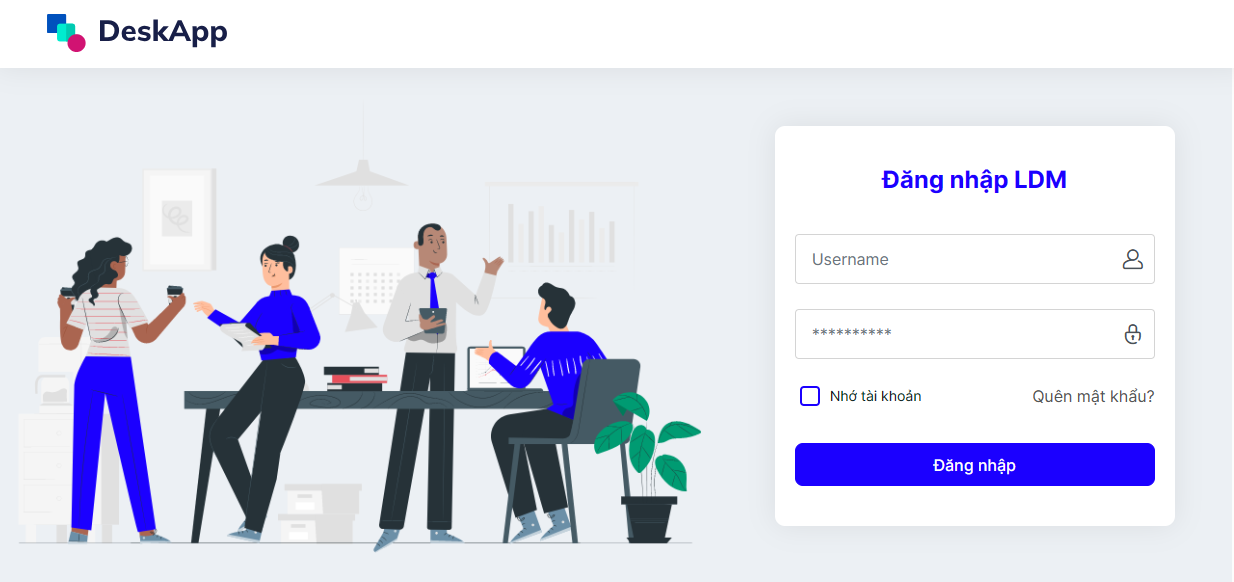 DeskApp
Đăng nhập LDM
Username
**********
Nhớ tài khoản
Quên mật khẩu?
Đăng nhập